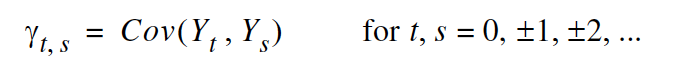 γt, s = Cov(Yt , Ys) for t, s = 0, ±1, ±2, ...